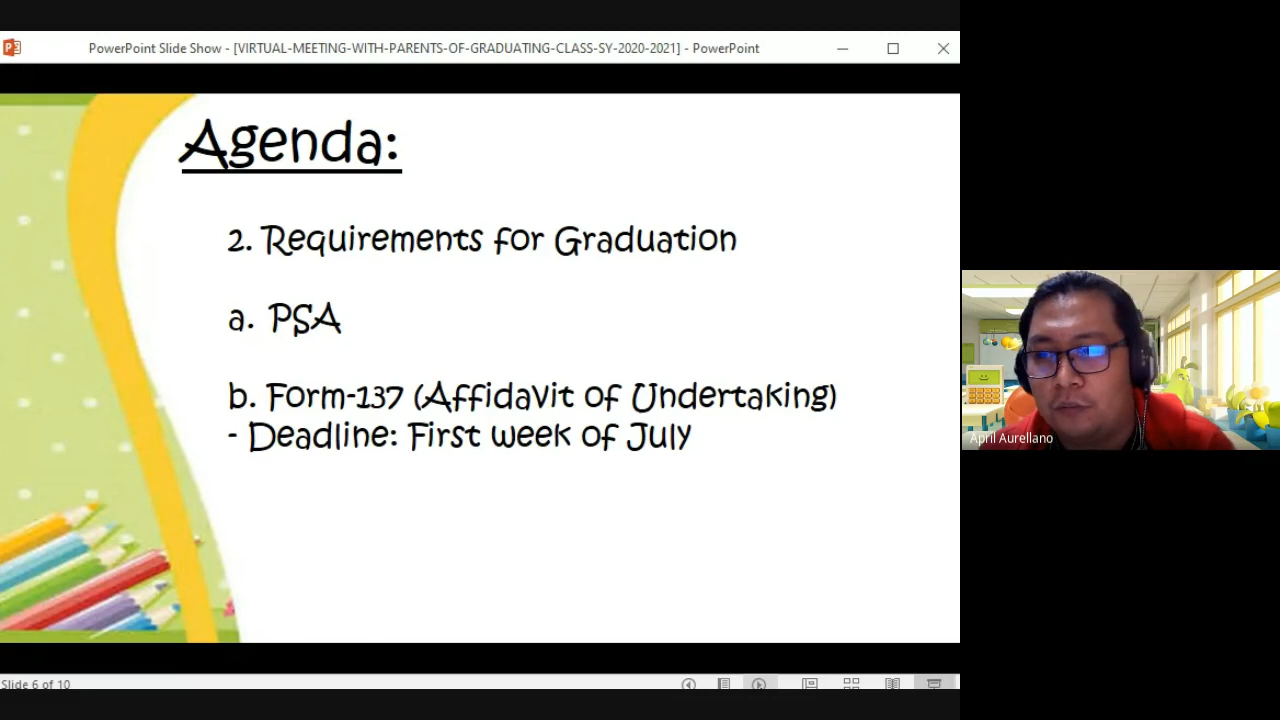 PowerPoint Slide Show - [VIRTUAL-MEETING-WITH-PARENTS-OF-GRADUATING-CLASS-SY-2020-2021] - PowerPoint
Agenda:
2. Requirements for Graduation
a. PSA
b. Form-137 (Affidavit of Undertaking)
- Deadline: First week of July
April Aurellano
Slide 6 of 10